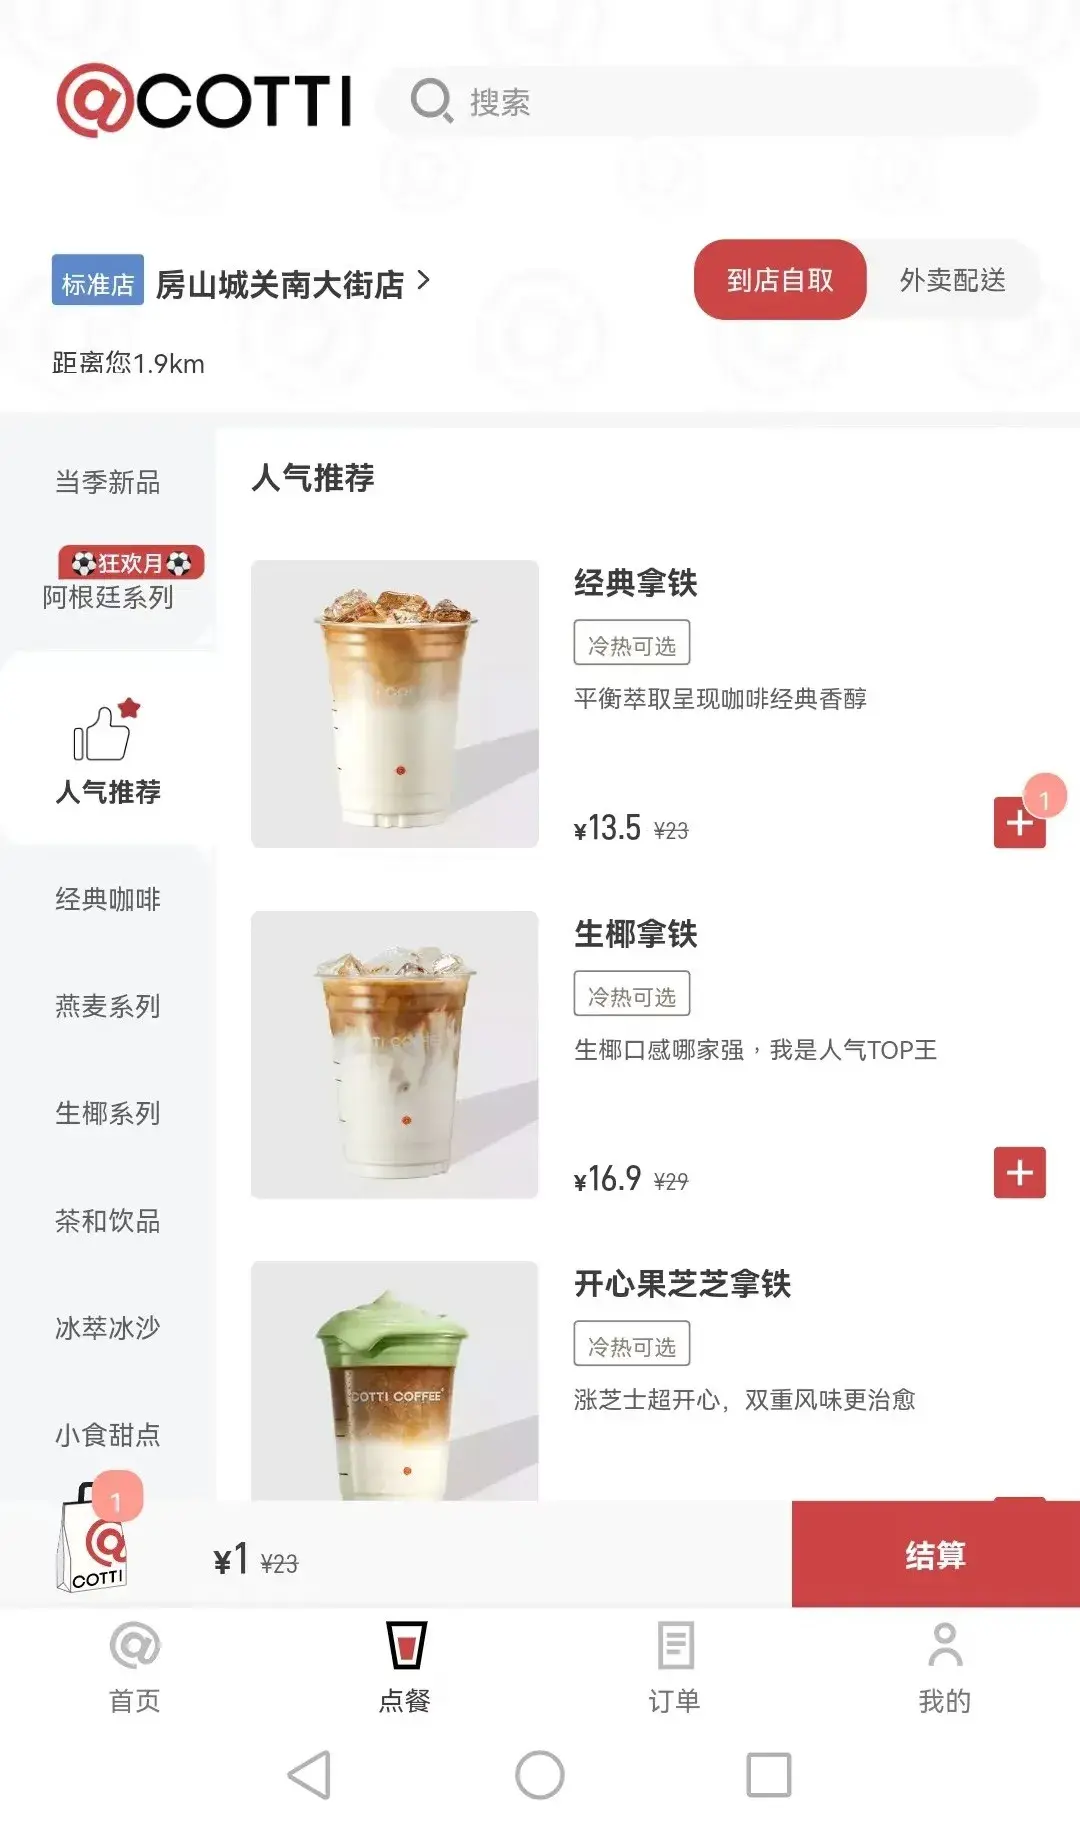 @COTTI
搜索
标准店 房山城关南大街店 >
到店自取 外卖配送
距离您1.9km
当季新品
狂欢月
阿根廷系列
人气推荐
经典咖啡
燕麦系列
生椰系列
茶和饮品
冰萃冰沙
小食甜点
人气推荐
经典拿铁
冷热可选
平衡萃取呈现咖啡经典香醇
¥13.5 ¥23
1
生椰拿铁
冷热可选
生椰口感哪家强,我是人气TOP王
COTTI COFFEE
¥16.9 ¥29
开心果芝芝拿铁
冷热可选
涨芝士超开心,双重风味更治愈
COTTI COFFEE
1
COTTI
¥1 ¥23
结算
首页 点餐 订单 我的